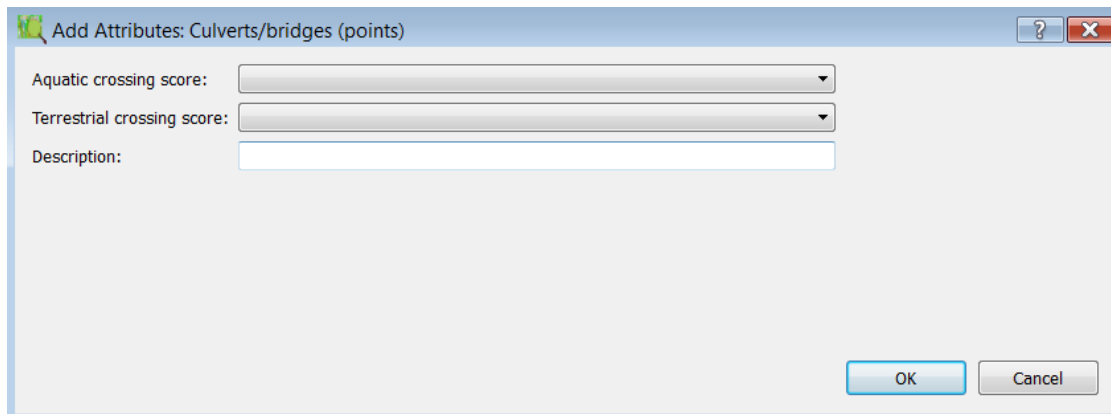 Add Attributes: Culverts/bridges (points)
Aquatic crossing score:
Terrestrial crossing score:
Description:
OK Cancel